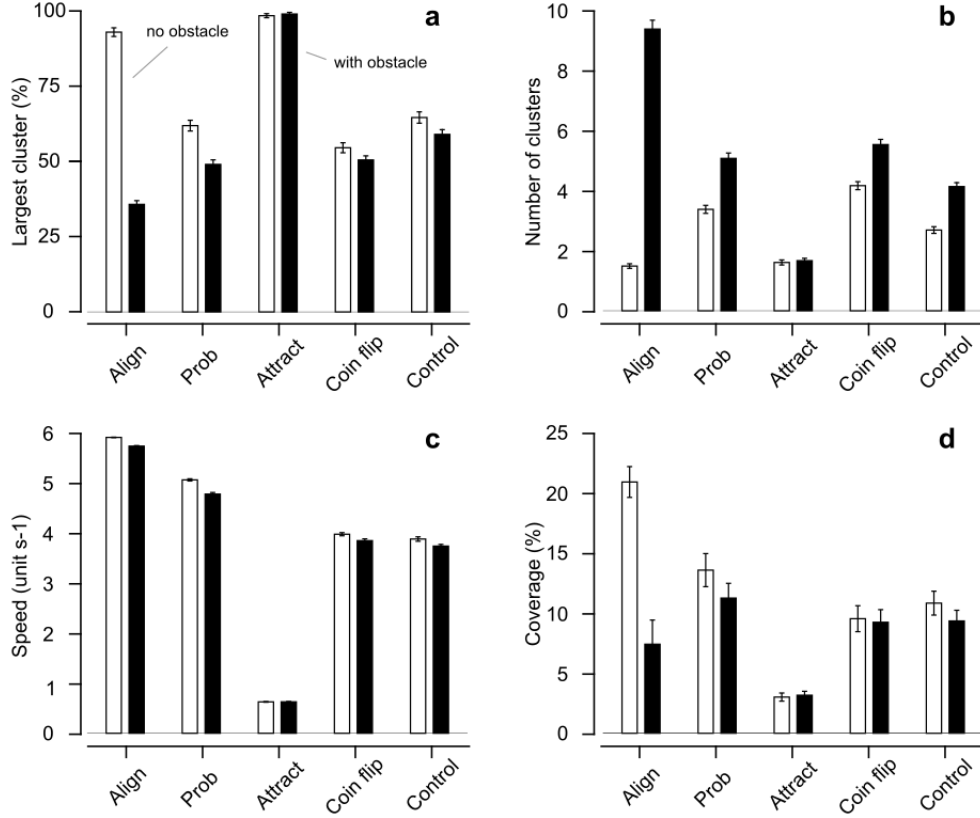 a
Largest cluster (%)
100
75
50
25
0
no obstacle
with obstacle
Align
Prob
Attract
Coin flip
Control
b
Number of clusters
10
8
6
4
2
0
Align
Prob
Attract
Coin flip
Control
c
Speed (unit s-1)
6
5
4
3
2
1
0
Align
Prob
Attract
Coin flip
Control
d
Coverage (%)
25
20
15
10
5
0
Align
Prob
Attract
Coin flip
Control